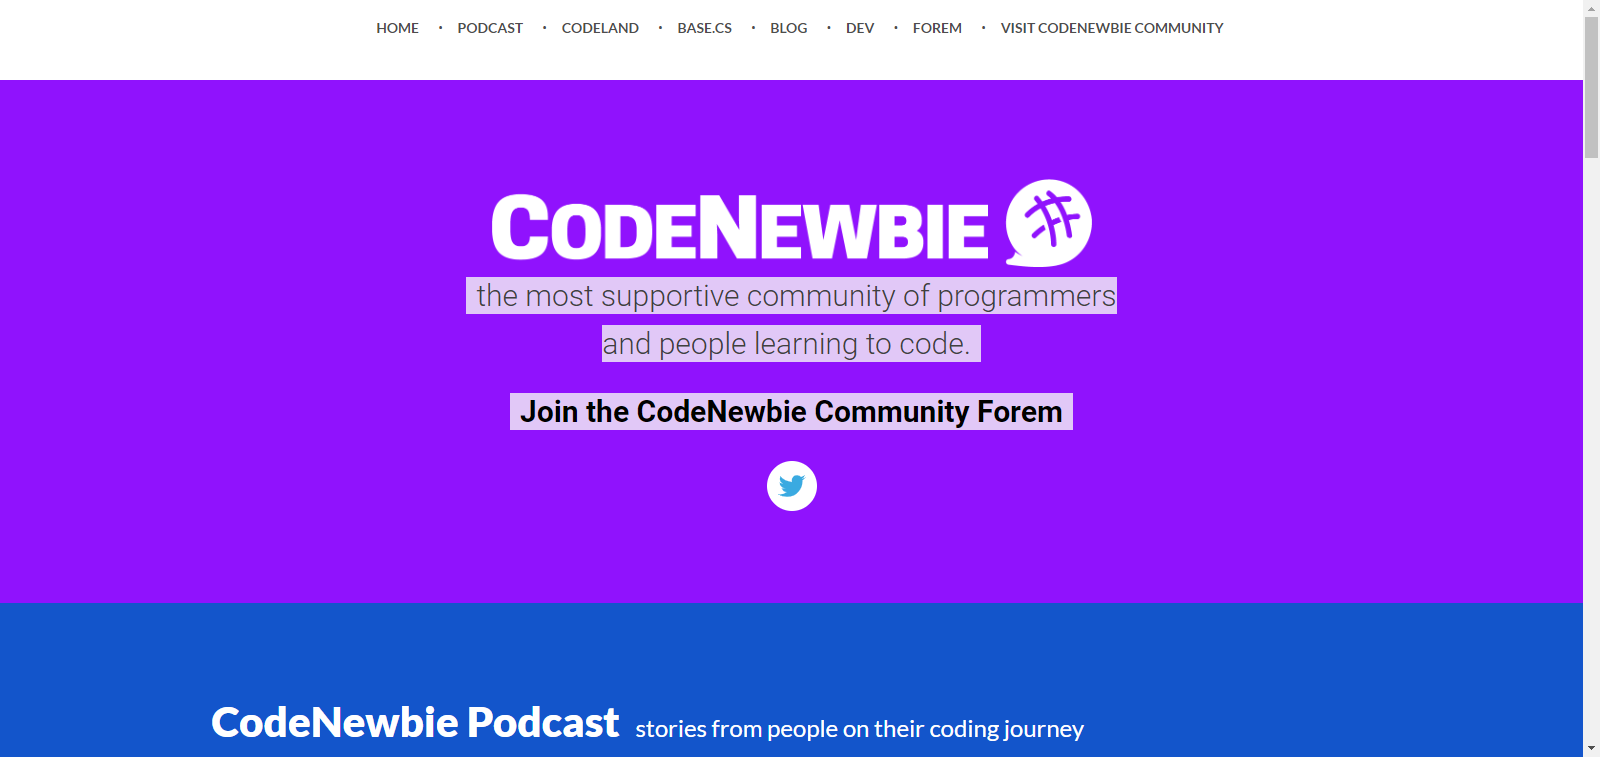 HOME · PODCAST · CODELAND · BASE.CS · BLOG · DEV · FOREM · VISIT CODENEWBIE COMMUNITY
CODENEWBIE #
the most supportive community of programmers
and people learning to code.
Join the CodeNewbie Community Forem
CodeNewbie Podcast stories from people on their coding journey